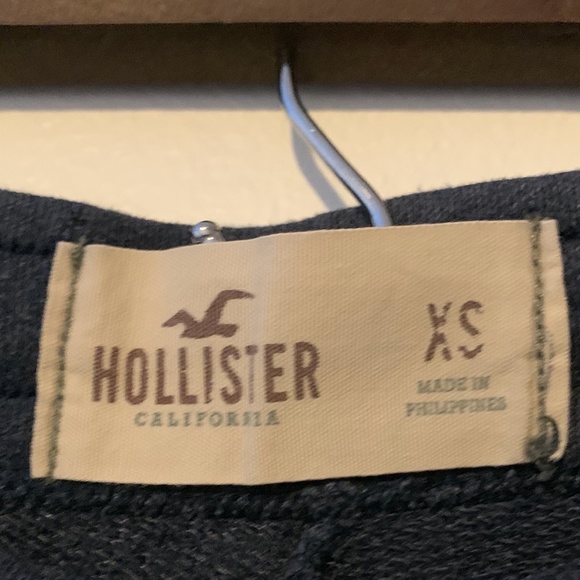 HOLLISTER
CALIFORNIA
XS
MADE IN
PHILIPPINES